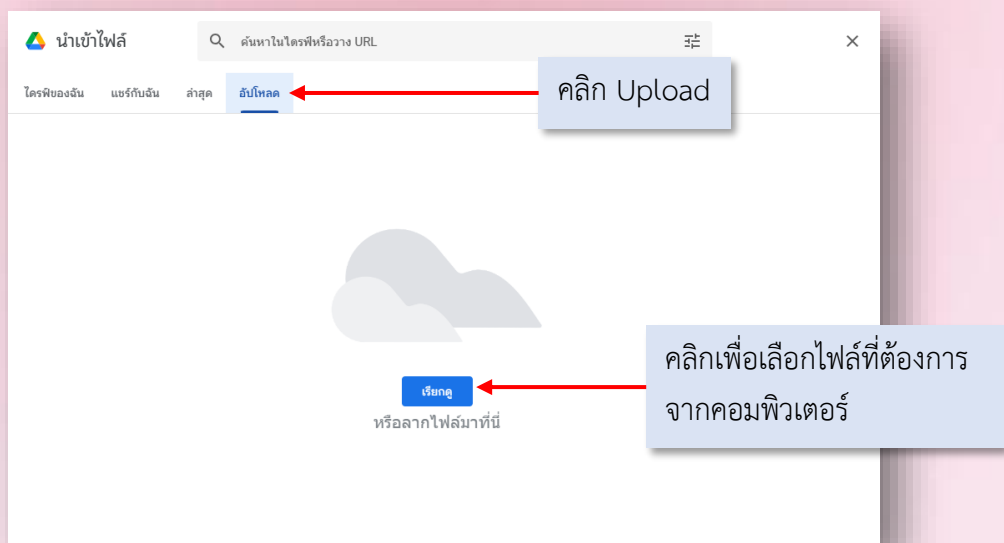 นำเข้าไฟล์
ค้นหาในไดรฟ์หรือวาง URL
ไดรฟ์ของฉัน แชร์กับฉัน ล่าสุด อัปโหลด
คลิก Upload
คลิกเพื่อเลือกไฟล์ที่ต้องการ
จากคอมพิวเตอร์
เรียกดู
หรือลากไฟล์มาที่นี่